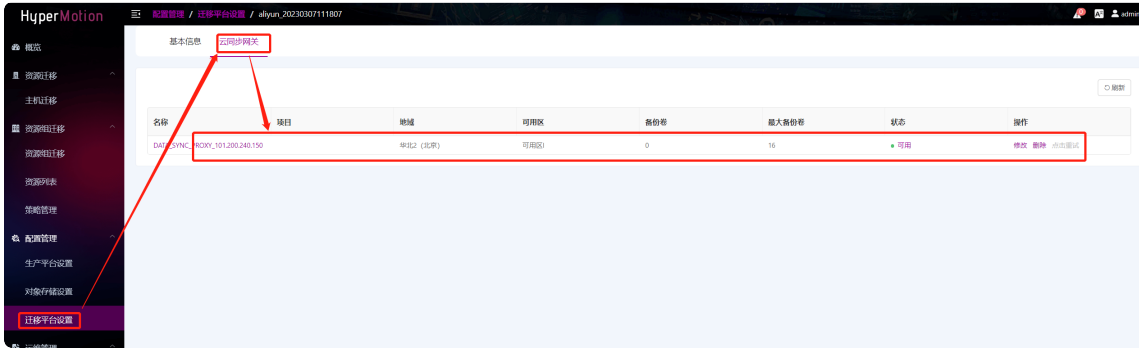 HyperMotion
配置管理 / 迁移平台设置 / aliyun_20230307111807
admin
概览
资源迁移
主机迁移
资源组迁移
资源组迁移
资源列表
策略管理
配置管理
生产平台设置
对象存储设置
迁移平台设置
运维管理
基本信息 云同步网关
刷新
名称 项目 地域 可用区 备份卷 最大备份卷 状态 操作
DATA_SYNC_PROXY_101.200.240.150 华北2 (北京) 可用区I 0 16 可用 修改 删除 点击重试